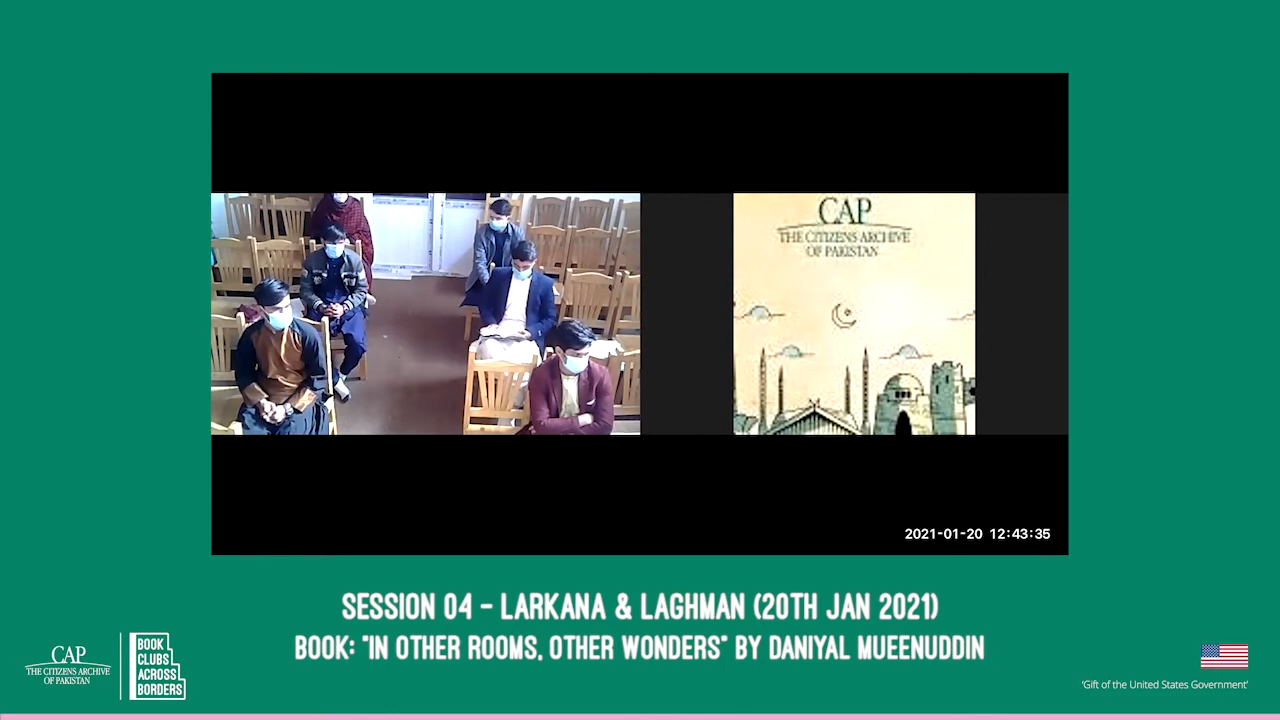 CAP
THE CITIZENS ARCHIVE
OF PAKISTAN
2021-01-20 12:43:35
SESSION 04 - LARKANA & LAGHMAN (20TH JAN 2021)
BOOK: "IN OTHER ROOMS, OTHER WONDERS" BY DANIYAL MUEENUDDIN
CAP
THE CITIZENS ARCHIVE
OF PAKISTAN
BOOK
CLUBS
ACROSS
BORDERS
'Gift of the United States Government'